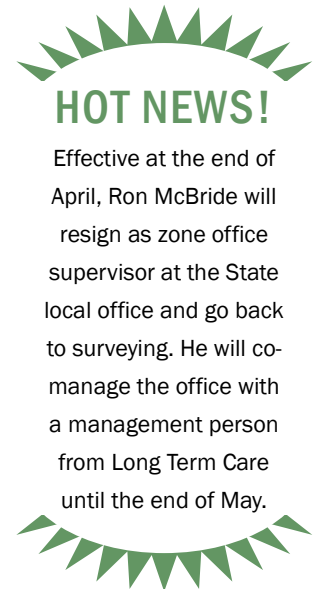 HOT NEWS!
Effective at the end of
April, Ron McBride will
resign as zone office
supervisor at the State
local office and go back
to surveying. He will co-
manage the office with
a management person
from Long Term Care
until the end of May.